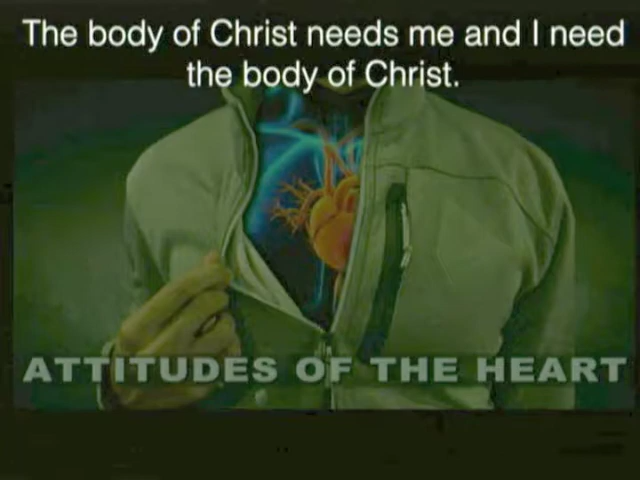 The body of Christ needs me and I need
the body of Christ.
ATTITUDES OF THE HEART